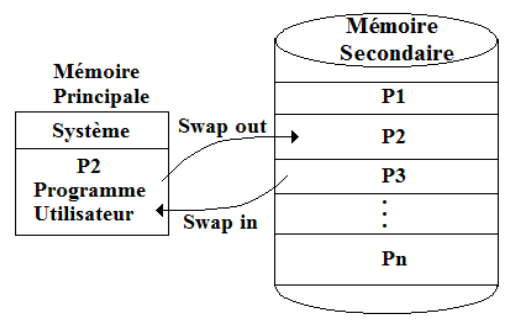 Mémoire
Principale
Système
P2
Programme
Utilisateur
Swap out
Swap in
Mémoire
Secondaire
P1
P2
P3
Pn